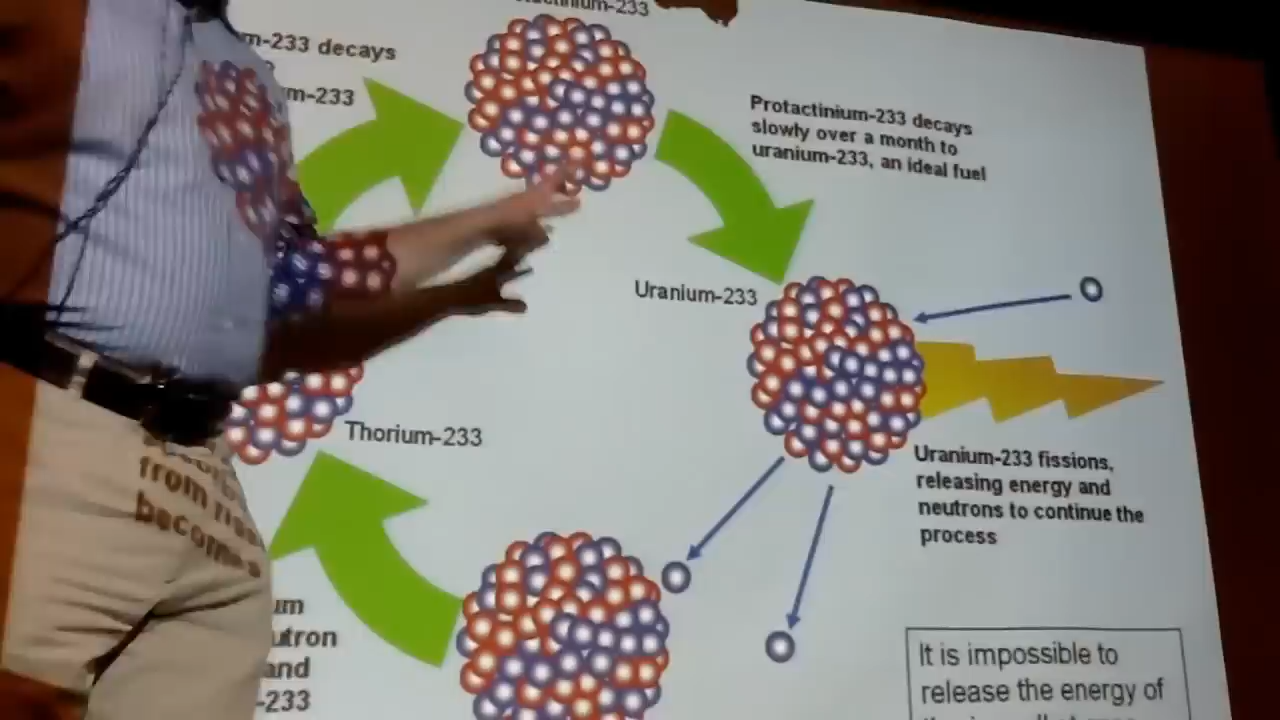 -233
-233 decays
-233
Protactinium-233 decays
slowly over a month to
uranium-233, an ideal fuel
Uranium-233
Thorium-233
from
becomes
Uranium-233 fissions,
releasing energy and
neutrons to continue the
process
and
-233
It is impossible to
release the energy of